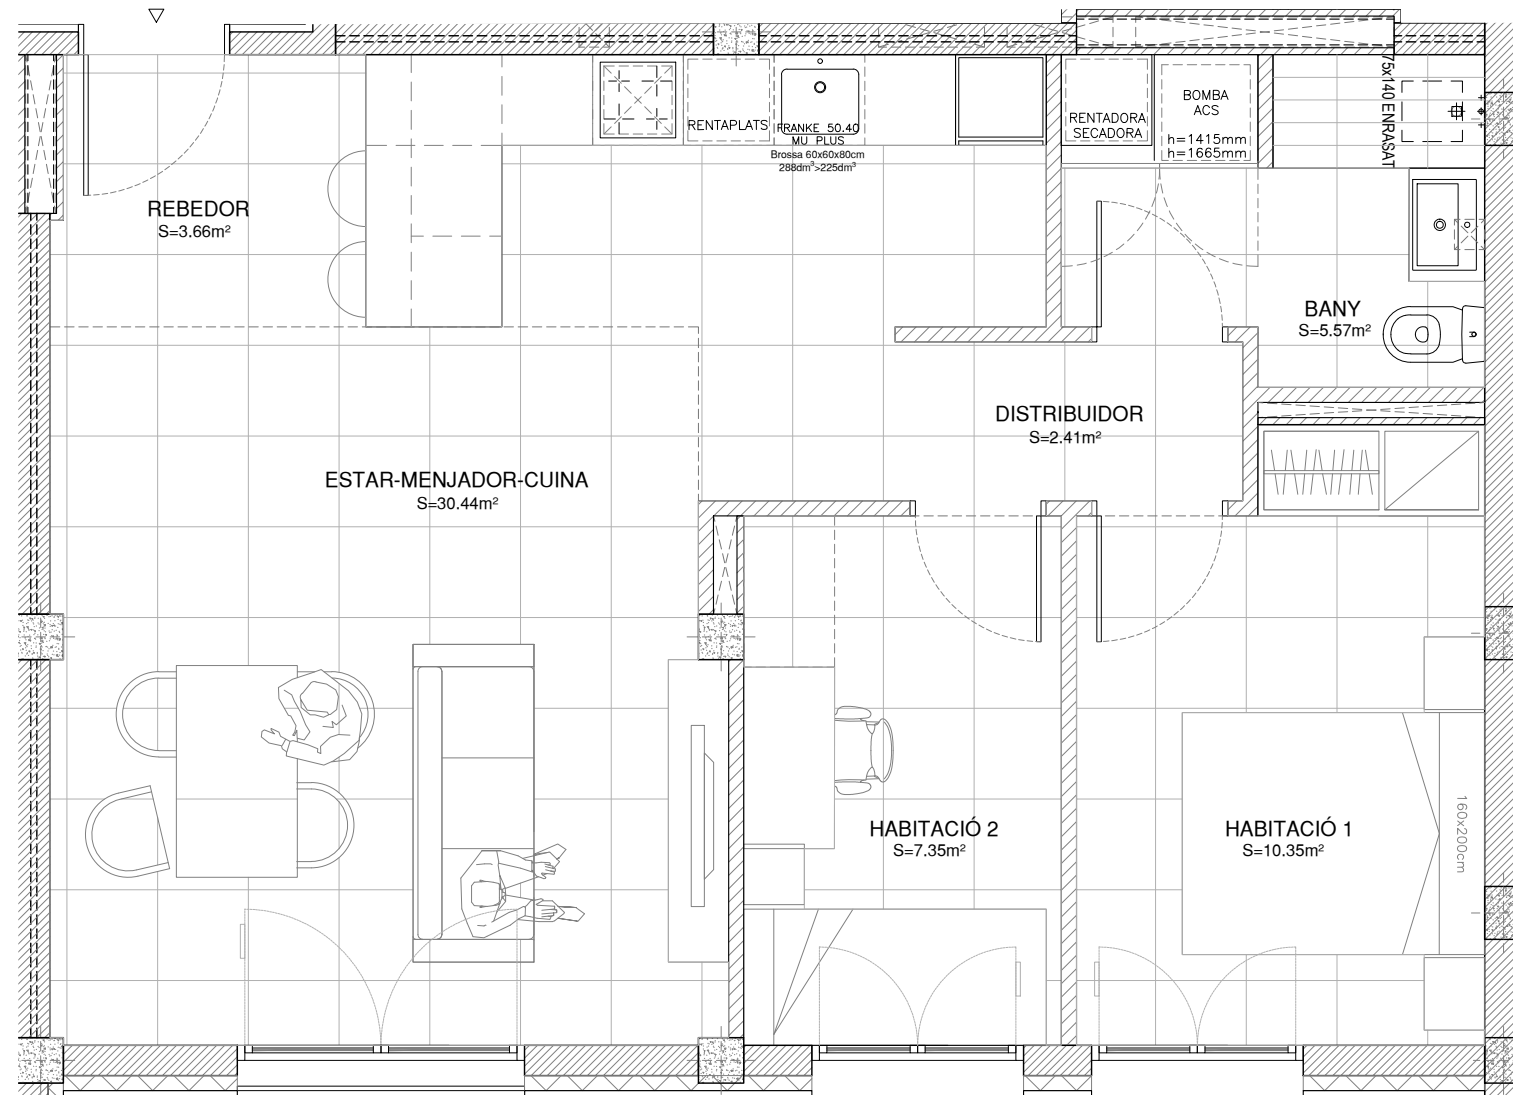 RENTAPLATS
FRANKE 50.40
MU PLUS
Brossa 60x60x80cm
288dm³>225dm³
RENTADORA
SECADORA
BOMBA
ACS
h=1415mm
h=1665mm
75x140 ENRASAT
REBEDOR
S=3.66m²
BANY
S=5.57m²
DISTRIBUIDOR
S=2.41m²
ESTAR-MENJADOR-CUINA
S=30.44m²
HABITACIÓ 2
S=7.35m²
HABITACIÓ 1
S=10.35m²
160x200cm